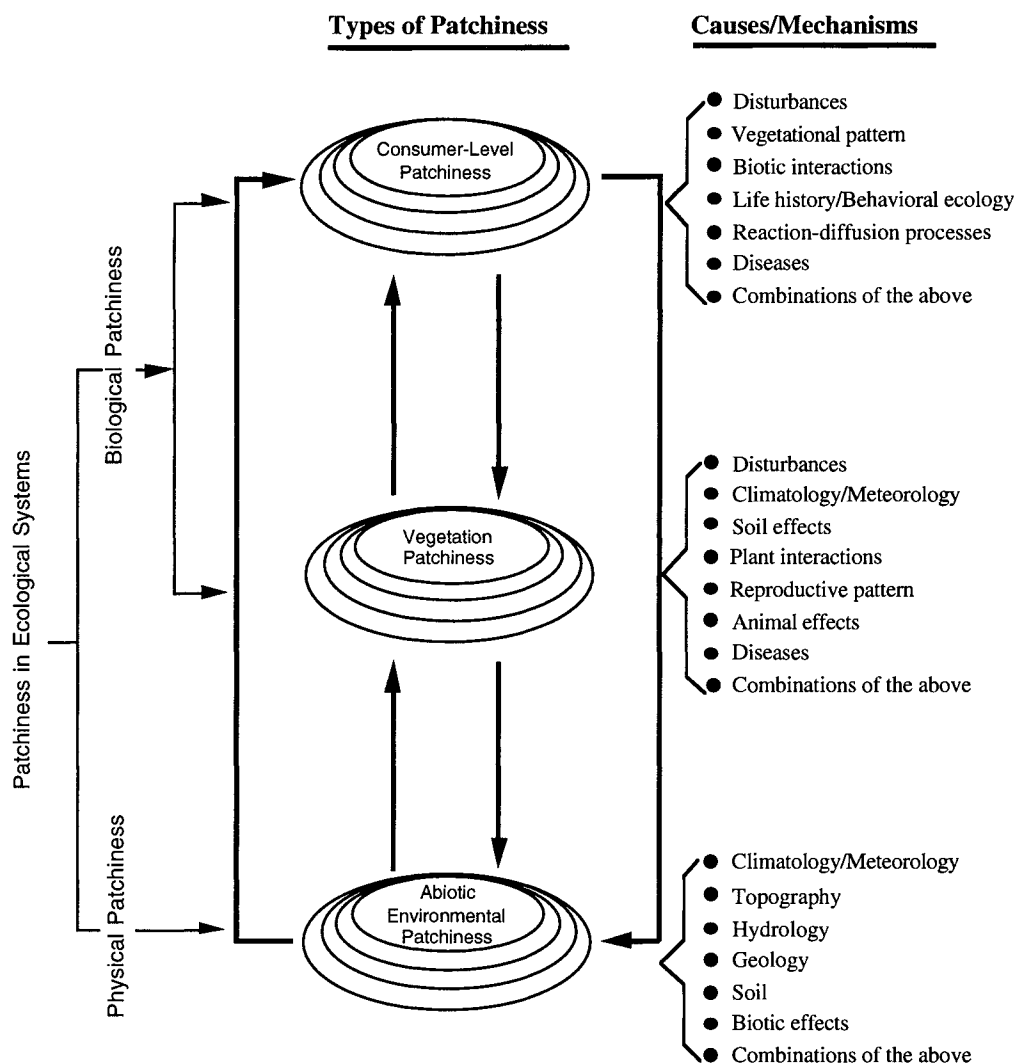 Types of Patchiness
Causes/Mechanisms
Patchiness in Ecological Systems
Biological Patchiness
Physical Patchiness
Consumer-Level
Patchiness
Disturbances
Vegetational pattern
Biotic interactions
Life history/Behavioral ecology
Reaction-diffusion processes
Diseases
Combinations of the above
Vegetation
Patchiness
Disturbances
Climatology/Meteorology
Soil effects
Plant interactions
Reproductive pattern
Animal effects
Diseases
Combinations of the above
Abiotic
Environmental
Patchiness
Climatology/Meteorology
Topography
Hydrology
Geology
Soil
Biotic effects
Combinations of the above